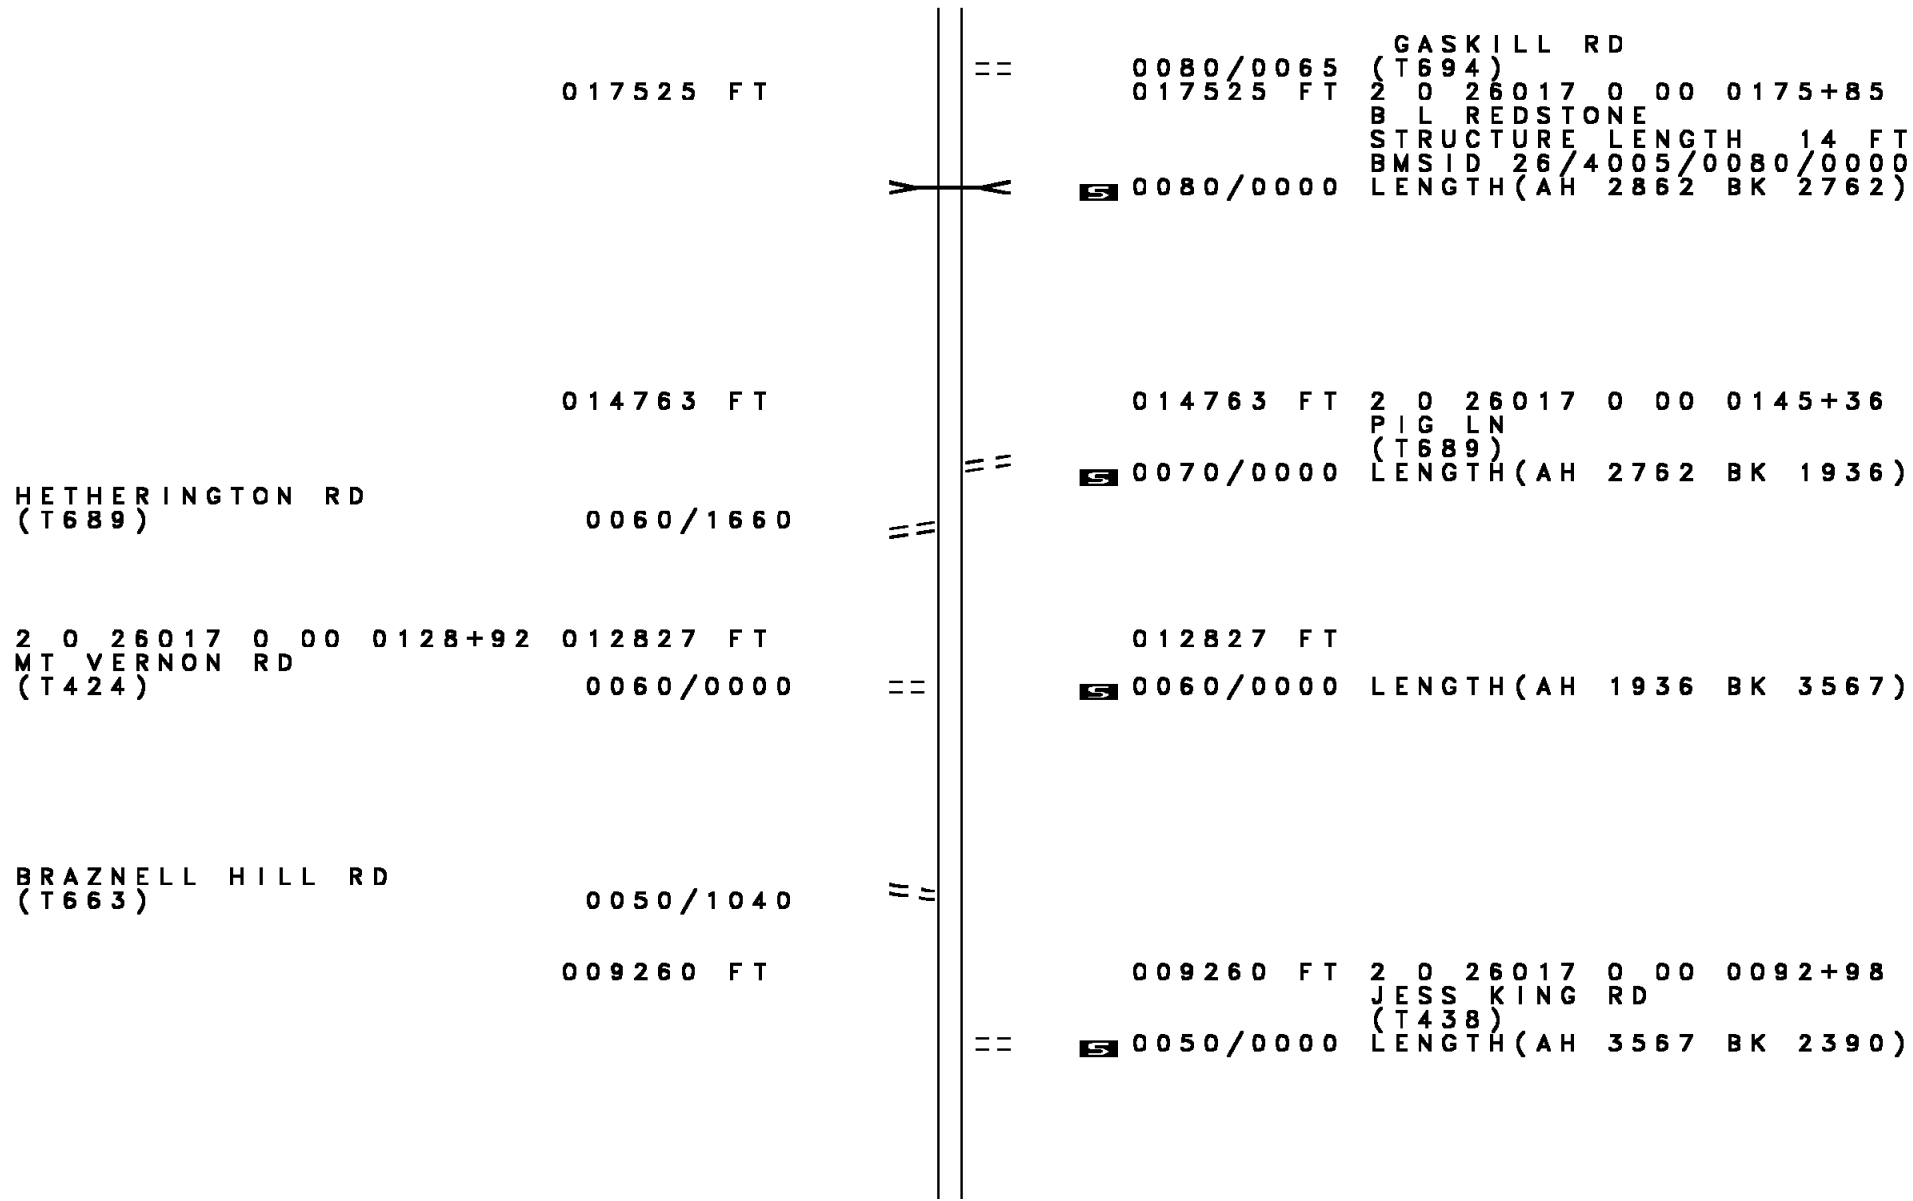 GASKILL RD
0080/0065 (T694)
017525 FT 017525 FT 2 0 26017 0 00 0175+85
B L REDSTONE
STRUCTURE LENGTH 14 FT
BMSID 26/4005/0080/0000
S 0080/0000 LENGTH(AH 2862 BK 2762)
014763 FT 014763 FT 2 0 26017 0 00 0145+36
PIG LN
(T689)
S 0070/0000 LENGTH(AH 2762 BK 1936)
HETHERINGTON RD
(T689) 0060/1660
2 0 26017 0 00 0128+92 012827 FT 012827 FT
MT VERNON RD
(T424) 0060/0000 S 0060/0000 LENGTH(AH 1936 BK 3567)
BRAZNELL HILL RD
(T663) 0050/1040
009260 FT 009260 FT 2 0 26017 0 00 0092+98
JESS KING RD
(T438)
S 0050/0000 LENGTH(AH 3567 BK 2390)